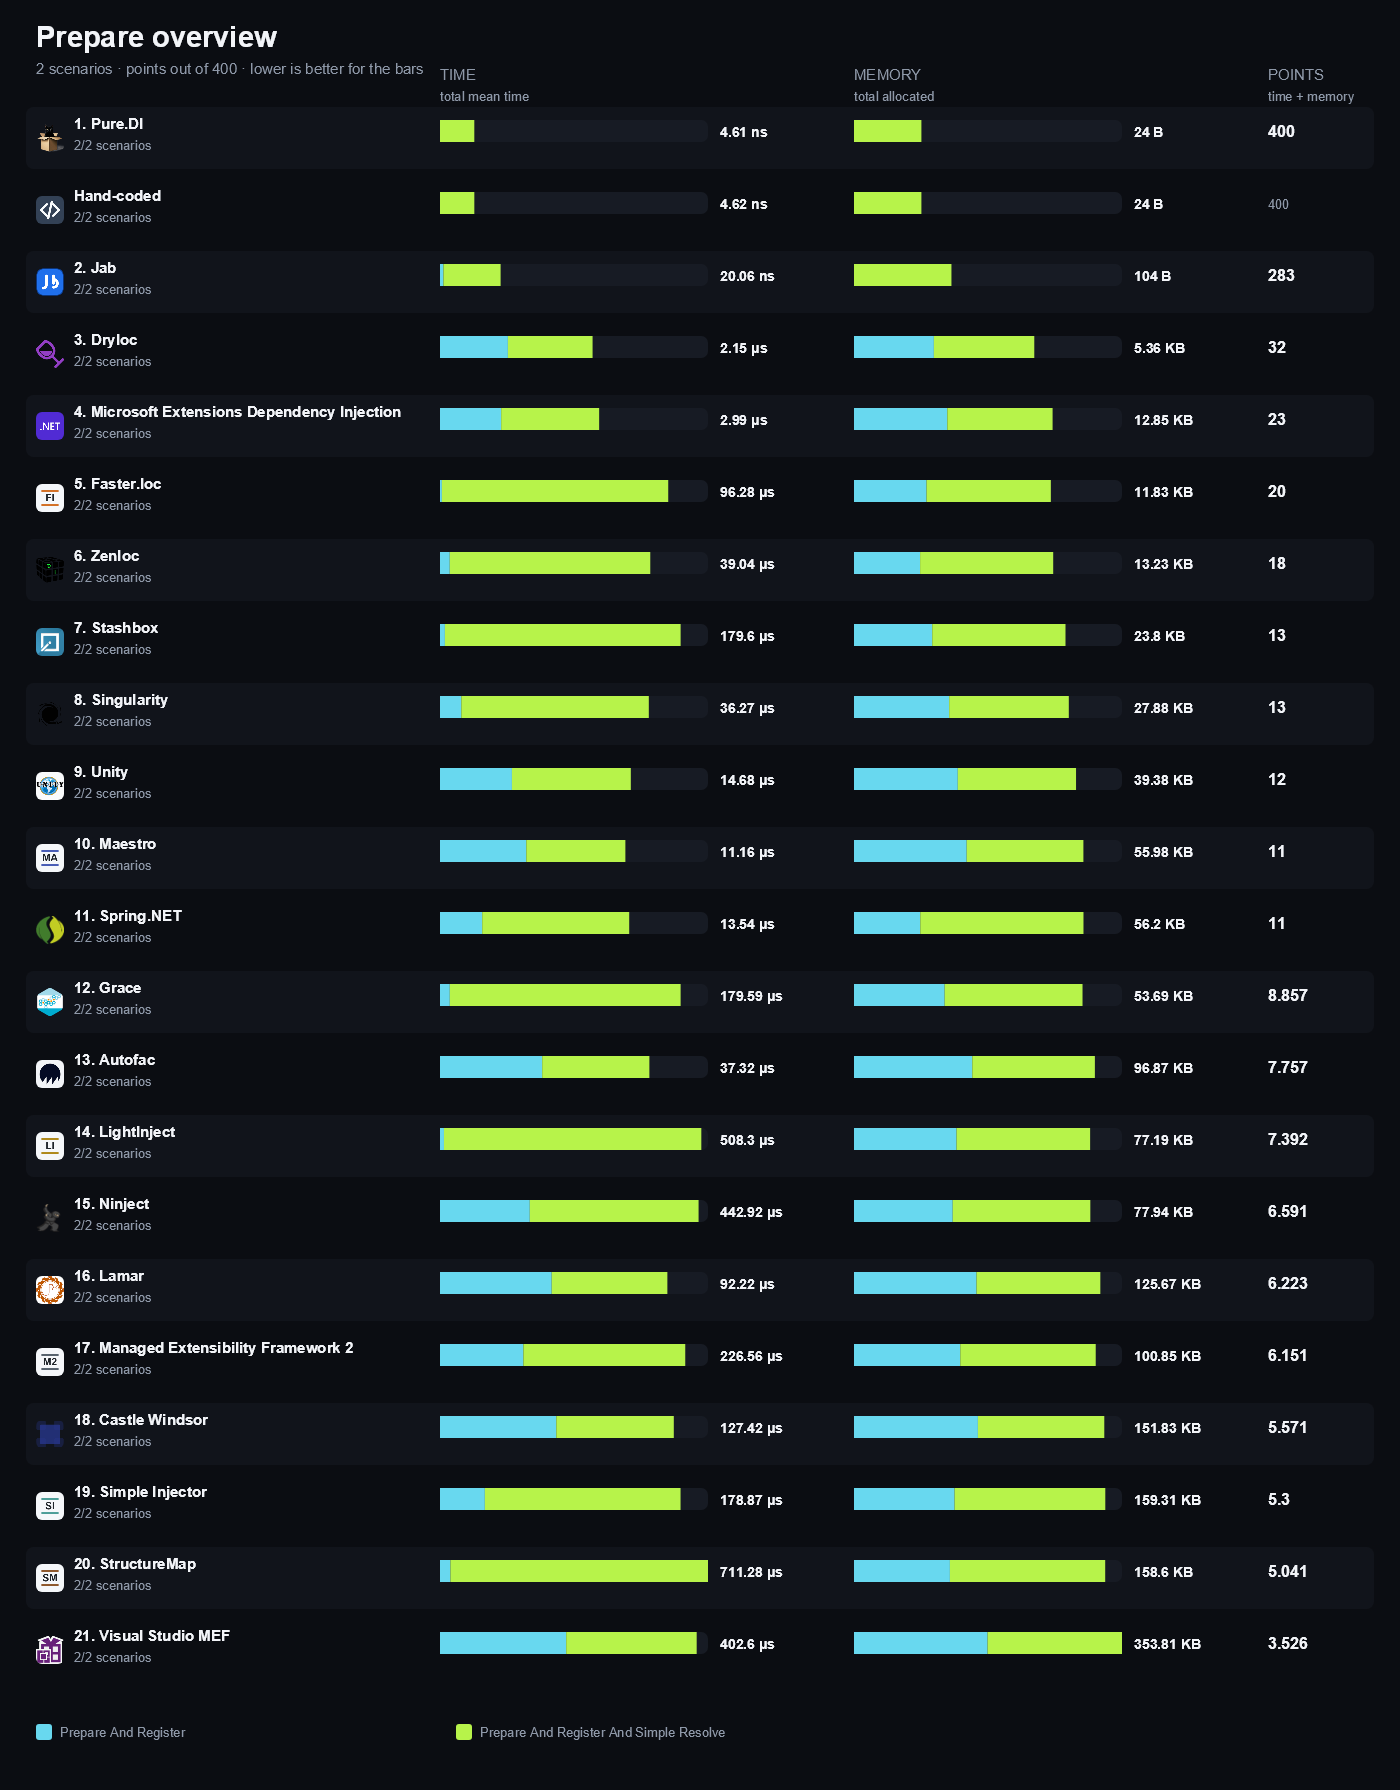 Prepare overview
2 scenarios · points out of 400 · lower is better for the bars
TIME
total mean time
MEMORY
total allocated
POINTS
time + memory
1. Pure.DI
2/2 scenarios
4.61 ns
24 B
400
Hand-coded
2/2 scenarios
4.62 ns
24 B
400
2. Jab
2/2 scenarios
20.06 ns
104 B
283
3. DryIoc
2/2 scenarios
2.15 µs
5.36 KB
32
.NET
4. Microsoft Extensions Dependency Injection
2/2 scenarios
2.99 µs
12.85 KB
23
FI
5. Faster.Ioc
2/2 scenarios
96.28 µs
11.83 KB
20
6. ZenIoc
2/2 scenarios
39.04 µs
13.23 KB
18
7. Stashbox
2/2 scenarios
179.6 µs
23.8 KB
13
8. Singularity
2/2 scenarios
36.27 µs
27.88 KB
13
9. Unity
2/2 scenarios
14.68 µs
39.38 KB
12
MA
10. Maestro
2/2 scenarios
11.16 µs
55.98 KB
11
11. Spring.NET
2/2 scenarios
13.54 µs
56.2 KB
11
12. Grace
2/2 scenarios
179.59 µs
53.69 KB
8.857
13. Autofac
2/2 scenarios
37.32 µs
96.87 KB
7.757
LI
14. LightInject
2/2 scenarios
508.3 µs
77.19 KB
7.392
15. Ninject
2/2 scenarios
442.92 µs
77.94 KB
6.591
16. Lamar
2/2 scenarios
92.22 µs
125.67 KB
6.223
M2
17. Managed Extensibility Framework 2
2/2 scenarios
226.56 µs
100.85 KB
6.151
18. Castle Windsor
2/2 scenarios
127.42 µs
151.83 KB
5.571
SI
19. Simple Injector
2/2 scenarios
178.87 µs
159.31 KB
5.3
SM
20. StructureMap
2/2 scenarios
711.28 µs
158.6 KB
5.041
21. Visual Studio MEF
2/2 scenarios
402.6 µs
353.81 KB
3.526
Prepare And Register
Prepare And Register And Simple Resolve